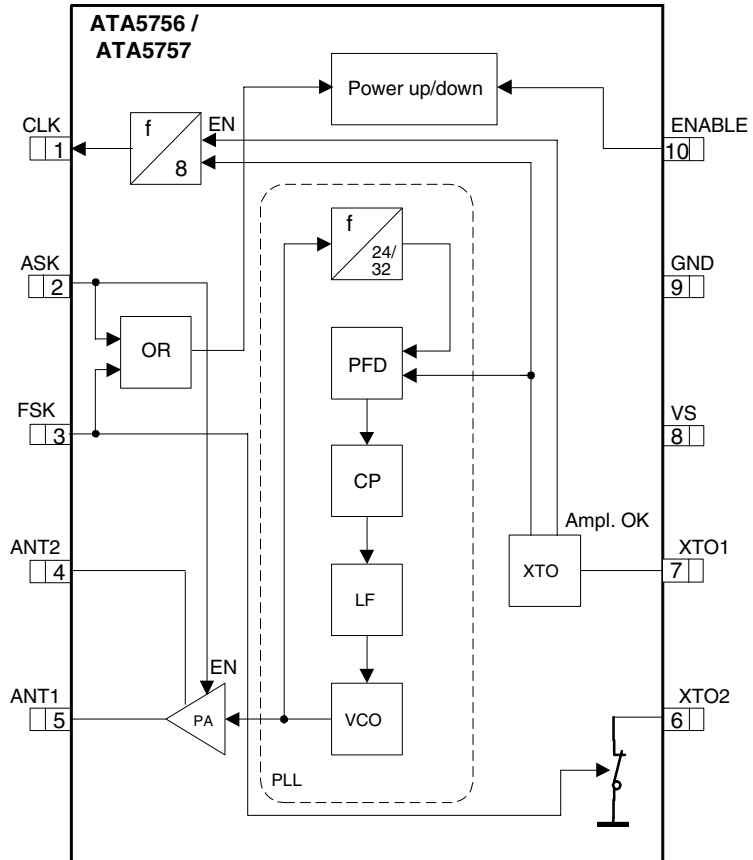 ATA5756 /
ATA5757
Power up/down
CLK
1
f
8
EN
ENABLE
10
f
24/
32
ASK
2
GND
9
OR
PFD
FSK
3
VS
8
CP
Ampl. OK
ANT2
4
XTO
XTO1
7
LF
EN
ANT1
5
PA
VCO
XTO2
6
PLL